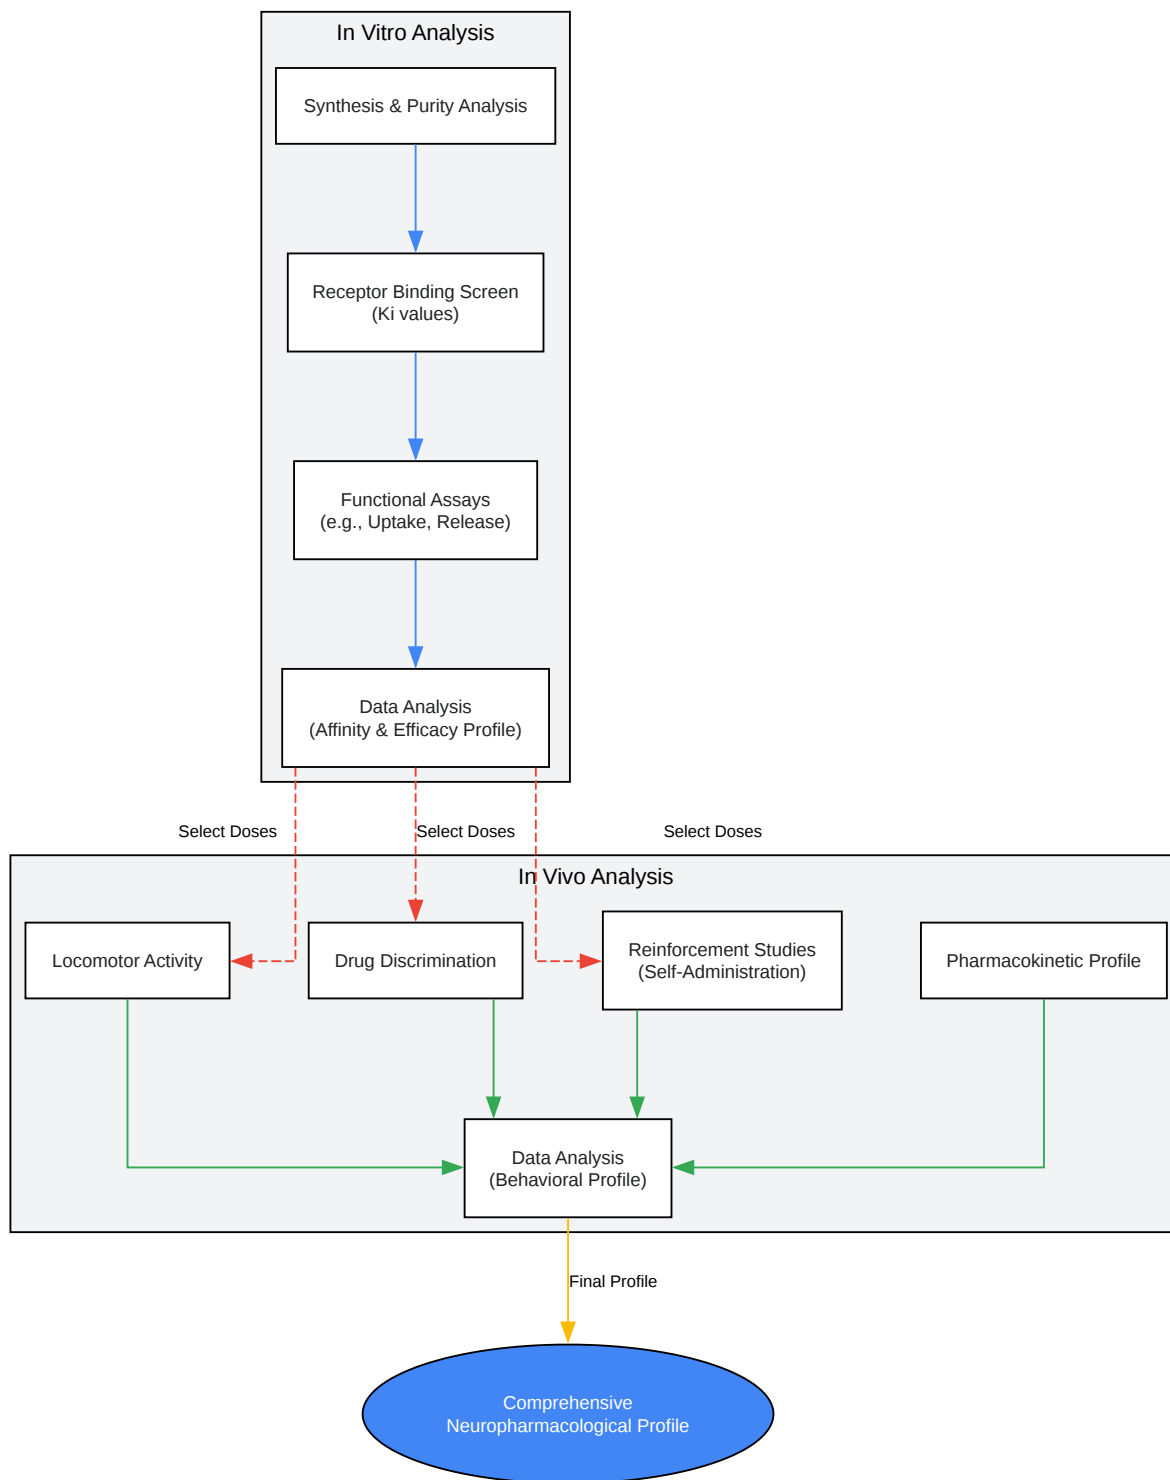 In Vitro Analysis
Synthesis & Purity Analysis
Receptor Binding Screen
(Ki values)
Functional Assays
(e.g., Uptake, Release)
Data Analysis
(Affinity & Efficacy Profile)
Select Doses
Select Doses
Select Doses
In Vivo Analysis
Locomotor Activity
Drug Discrimination
Reinforcement Studies
(Self-Administration)
Pharmacokinetic Profile
Data Analysis
(Behavioral Profile)
Final Profile
Comprehensive
Neuropharmacological Profile